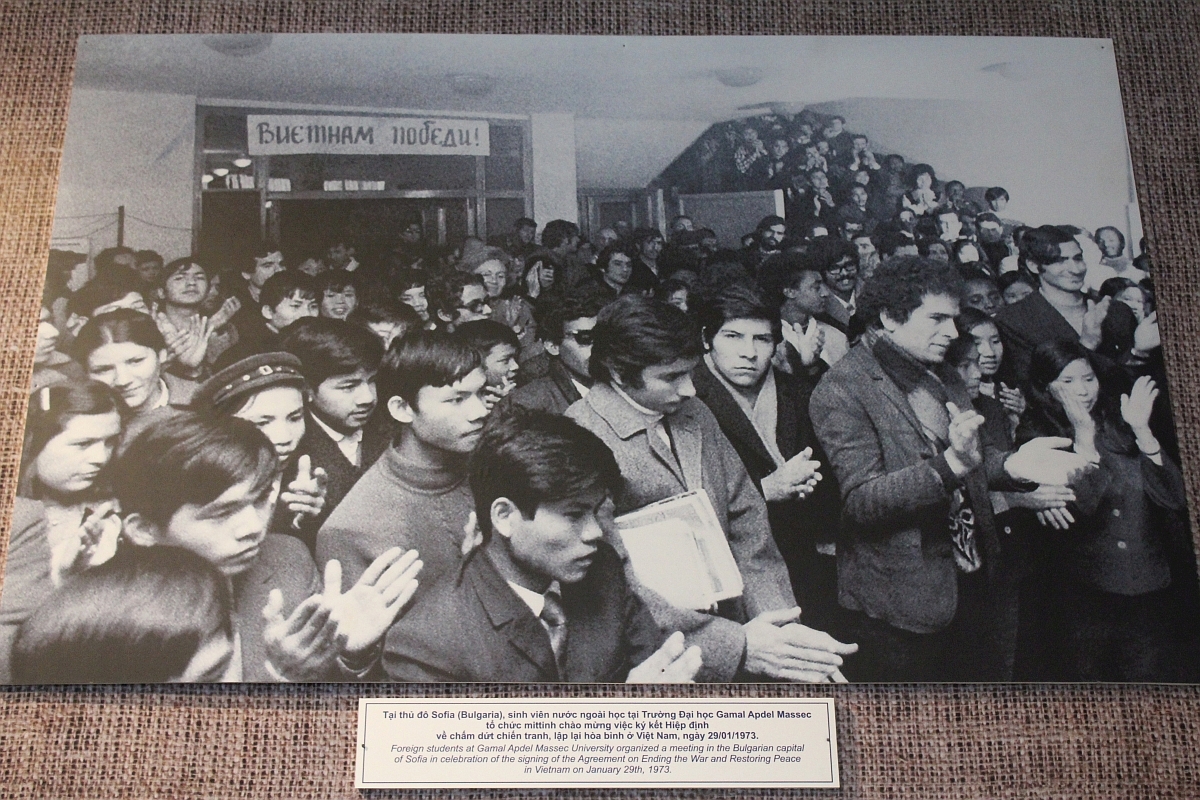 Виетнам победи!
Tại thủ đô Sofia (Bulgaria), sinh viên nước ngoài học tại Trường Đại học Gamal Apdel Massec
tổ chức mittinh chào mừng việc ký kết Hiệp định
về chấm dứt chiến tranh, lập lại hòa bình ở Việt Nam, ngày 29/01/1973.
Foreign students at Gamal Apdel Massec University organized a meeting in the Bulgarian capital
of Sofia in celebration of the signing of the Agreement on Ending the War and Restoring Peace
in Vietnam on January 29th, 1973.